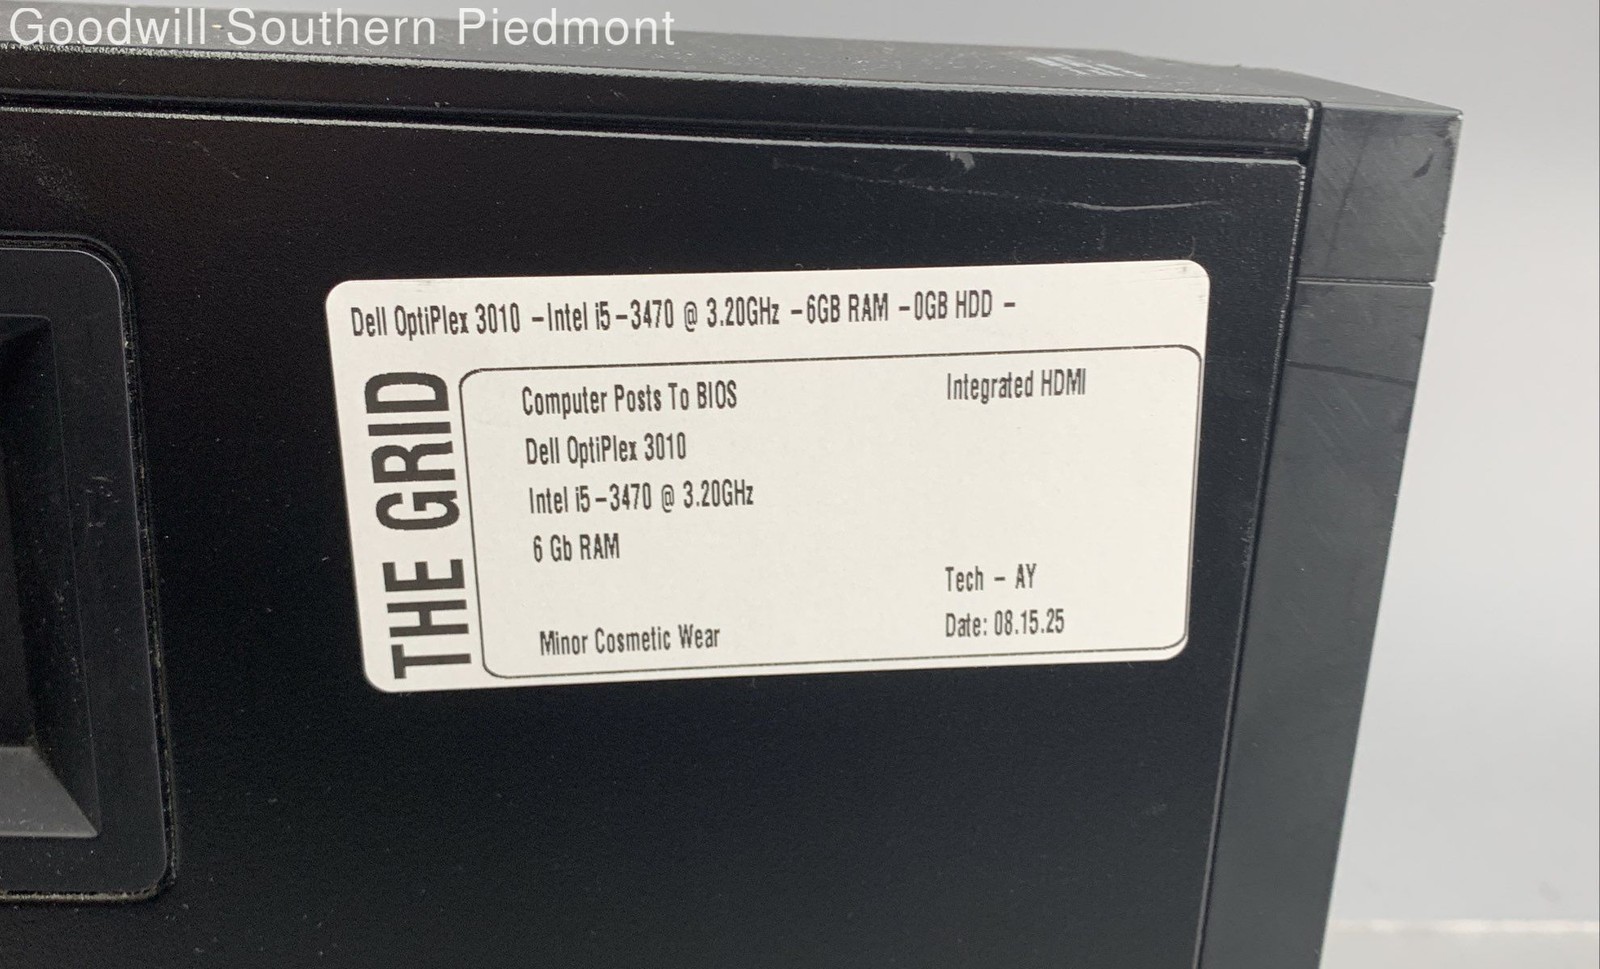 Goodwill-Southern Piedmont
Dell OptiPlex 3010 -Intel i5-3470 @ 3.20GHz -6GB RAM -0GB HDD -
THE GRID
Computer Posts To BIOS
Integrated HDMI
Dell OptiPlex 3010
Intel i5-3470 @ 3.20GHz
6 Gb RAM
Tech - AY
Minor Cosmetic Wear
Date: 08.15.25